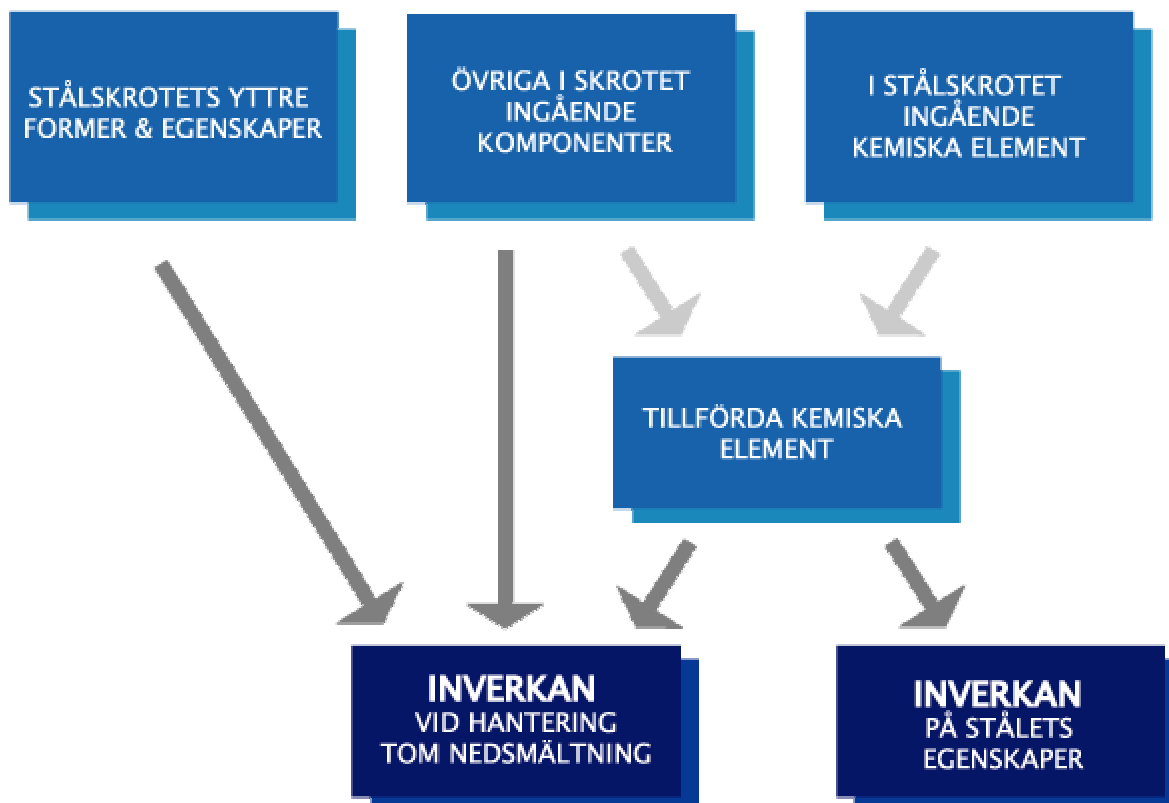 STÅLSKROTETS YTTRE
FORMER & EGENSKAPER
ÖVRIGA I SKROTET
INGÅENDE
KOMPONENTER
I STÅLSKROTET
INGÅENDE
KEMISKA ELEMENT
TILLFÖRDA KEMISKA
ELEMENT
INVERKAN
VID HANTERING
TOM NEDSMÄLTNING
INVERKAN
PÅ STÅLETS
EGENSKAPER